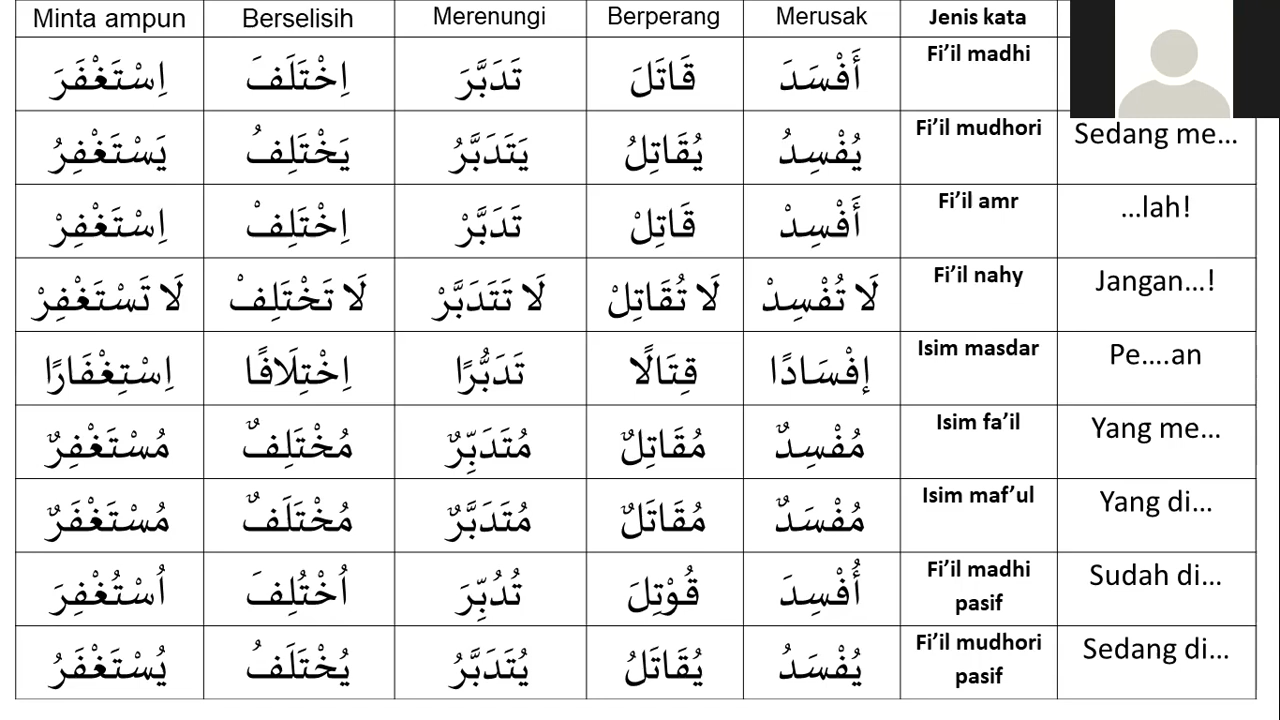 Minta ampun Berselisih Merenungi Berperang Merusak Jenis kata
اِسْتَغْفَرَ اِخْتَلَفَ تَدَبَّرَ قَاتَلَ أَفْسَدَ Fi’il madhi
يَسْتَغْفِرُ يَخْتَلِفُ يَتَدَبَّرُ يُقَاتِلُ يُفْسِدُ Fi’il mudhori Sedang me...
اِسْتَغْفِرْ اِخْتَلِفْ تَدَبَّرْ قَاتِلْ أَفْسِدْ Fi’il amr ...lah!
لَا تَسْتَغْفِرْ لَا تَخْتَلِفْ لَا تَتَدَبَّرْ لَا تُقَاتِلْ لَا تُفْسِدْ Fi’il nahy Jangan...!
اِسْتِغْفَارًا اِخْتِلَافًا تَدَبُّرًا قِتَالًا إفْسَادًا Isim masdar Pe....an
مُسْتَغْفِرٌ مُخْتَلِفٌ مُتَدَبِّرٌ مُقَاتِلٌ مُفْسِدٌ Isim fa’il Yang me...
مُسْتَغْفَرٌ مُخْتَلَفٌ مُتَدَبَّرٌ مُقَاتَلٌ مُفْسَدٌ Isim maf’ul Yang di...
اُسْتُغْفِرَ اُخْتُلِفَ تُدُبِّرَ قُوْتِلَ أُفْسِدَ Fi’il madhi pasif Sudah di...
يُسْتَغْفَرُ يُخْتَلَفُ يُتَدَبَّرُ يُقَاتَلُ يُفْسَدُ Fi’il mudhori pasif Sedang di...